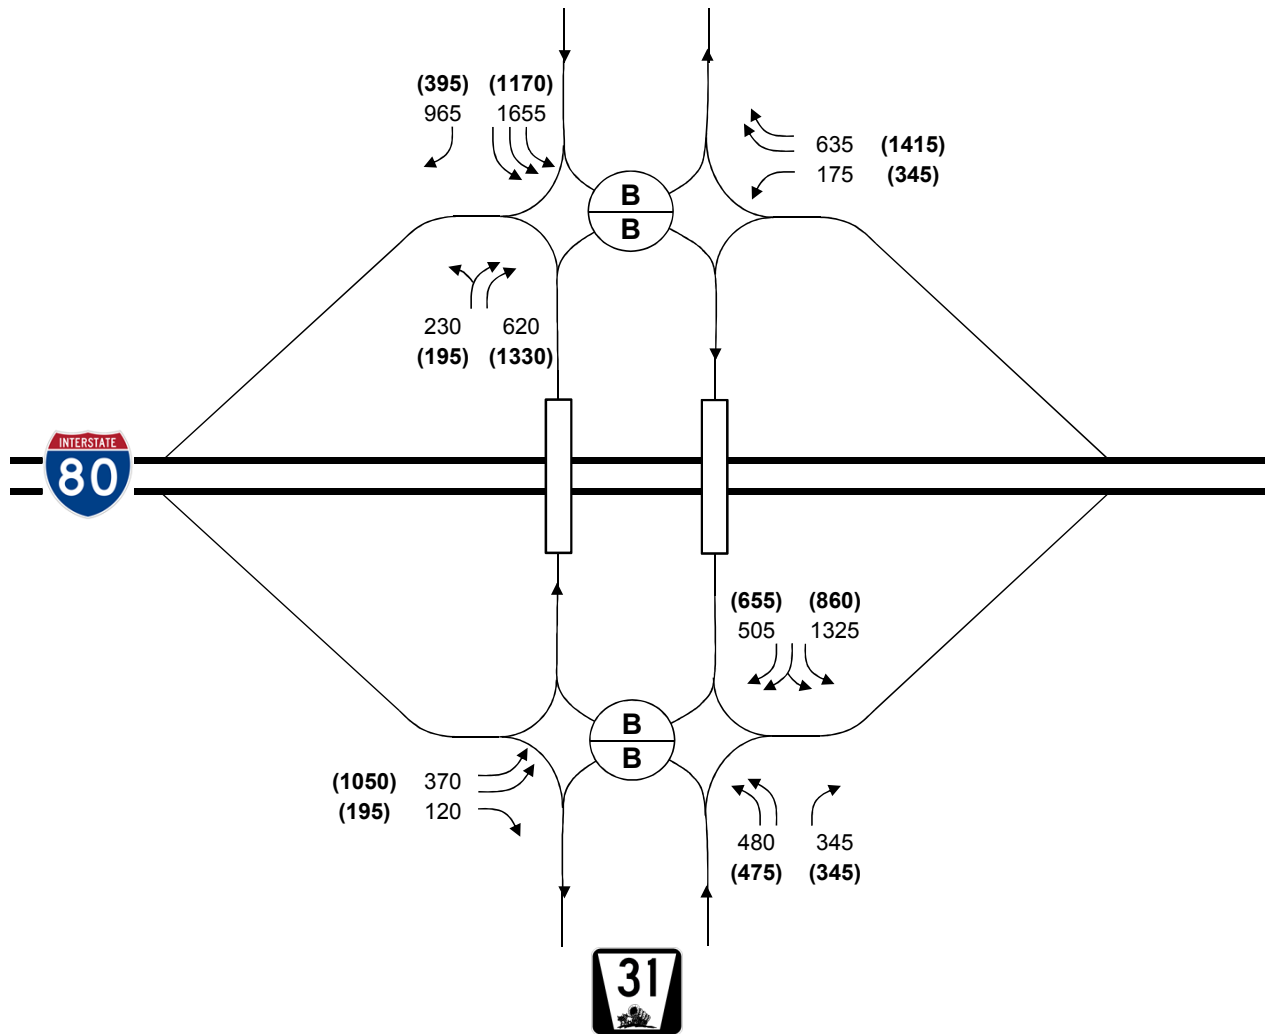 (395) (1170)
965 1655
635 (1415)
175 (345)
B
B
230 620
(195) (1330)
INTERSTATE
80
(655) (860)
505 1325
B
B
(1050) 370
(195) 120
480 345
(475) (345)
31